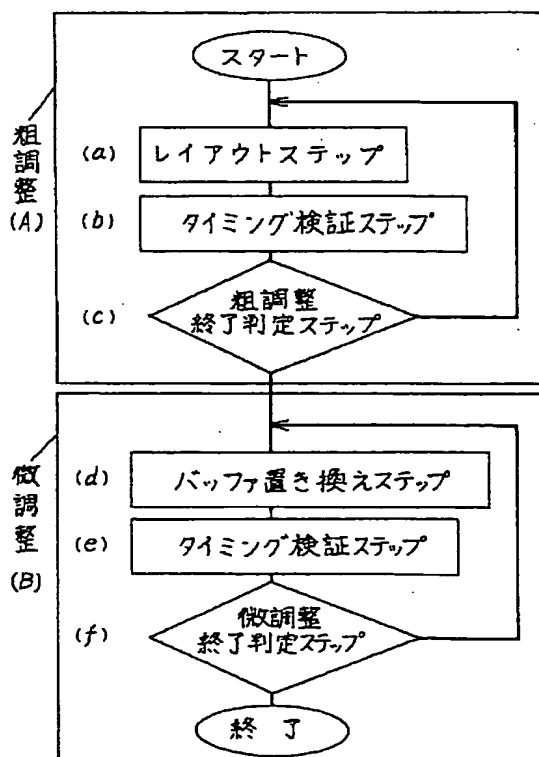 スタート
粗調整
(A)
(a)
レイアウトステップ
(b)
タイミング検証ステップ
(c)
粗調整
終了判定ステップ
微調整
(B)
(d)
バッファ置き換えステップ
(e)
タイミング検証ステップ
(f)
微調整
終了判定ステップ
終了